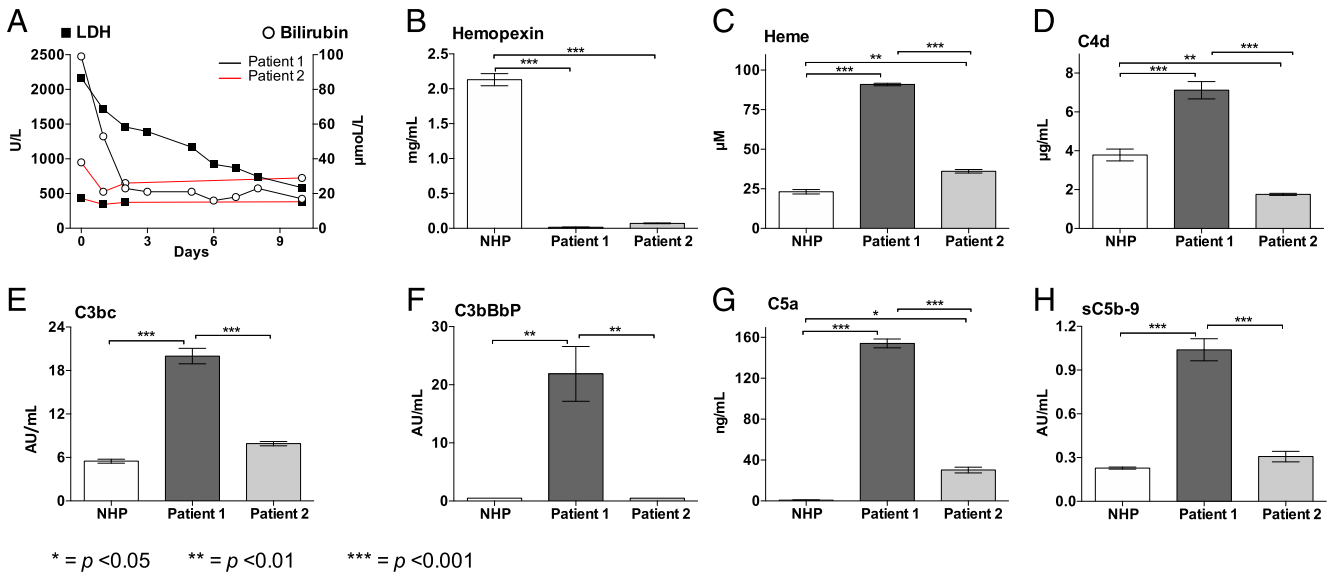 A
■ LDH
○ Bilirubin
Patient 1
Patient 2
U/L
2500
2000
1500
1000
500
0
100
80
60
40
20
0
µmoL/L
0 3 6 9
Days
B
Hemopexin
***
***
mg/mL
2.5
2.0
1.5
1.0
0.5
0.0
NHP Patient 1 Patient 2
C
Heme
***
**
***
µM
100
75
50
25
0
NHP Patient 1 Patient 2
D
C4d
***
**
***
µg/mL
8
6
4
2
0
NHP Patient 1 Patient 2
E
C3bc
*** ***
AU/mL
24
18
12
6
0
NHP Patient 1 Patient 2
F
C3bBbP
** **
AU/mL
30
20
10
0
NHP Patient 1 Patient 2
G
C5a
***
*
***
ng/mL
160
120
80
40
0
NHP Patient 1 Patient 2
H
sC5b-9
*** ***
AU/mL
1.2
0.9
0.6
0.3
0.0
NHP Patient 1 Patient 2
* = p <0.05 ** = p <0.01 *** = p <0.001